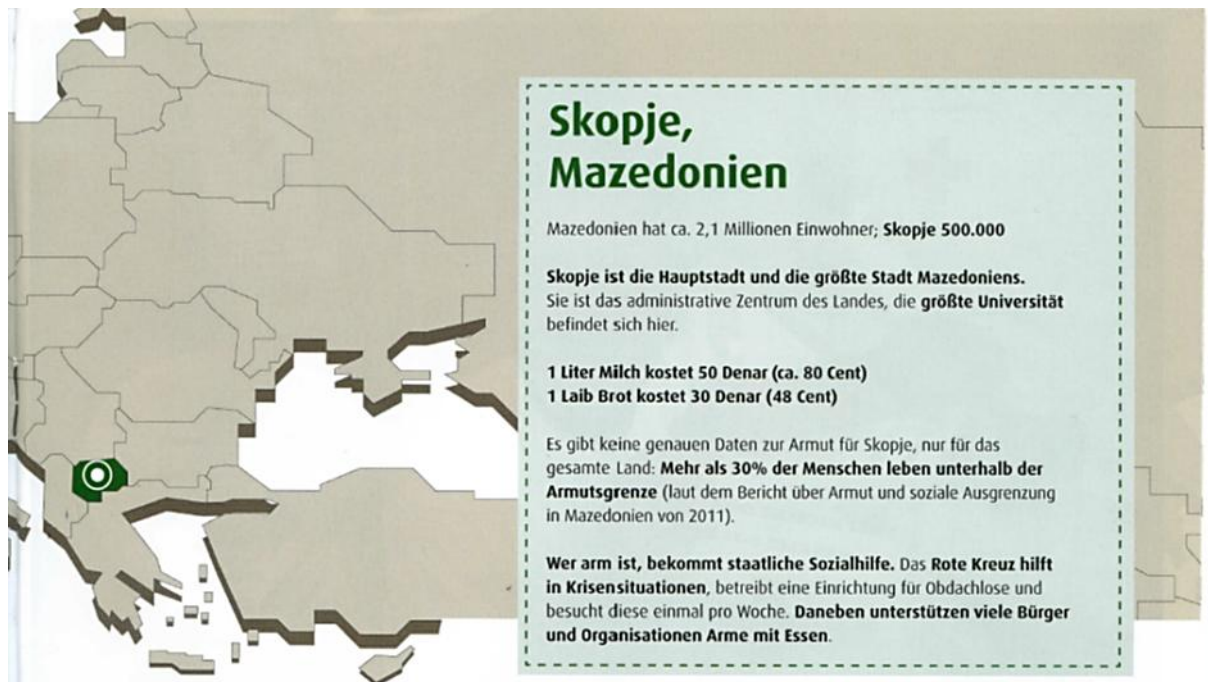 Skopje,
Mazedonien
Mazedonien hat ca. 2,1 Millionen Einwohner; Skopje 500.000
Skopje ist die Hauptstadt und die größte Stadt Mazedoniens.
Sie ist das administrative Zentrum des Landes, die größte Universität
befindet sich hier.
1 Liter Milch kostet 50 Denar (ca. 80 Cent)
1 Laib Brot kostet 30 Denar (48 Cent)
Es gibt keine genauen Daten zur Armut für Skopje, nur für das
gesamte Land: Mehr als 30% der Menschen leben unterhalb der
Armutsgrenze (laut dem Bericht über Armut und soziale Ausgrenzung
in Mazedonien von 2011).
Wer arm ist, bekommt staatliche Sozialhilfe. Das Rote Kreuz hilft
in Krisensituationen, betreibt eine Einrichtung für Obdachlose und
besucht diese einmal pro Woche. Daneben unterstützen viele Bürger
und Organisationen Arme mit Essen.